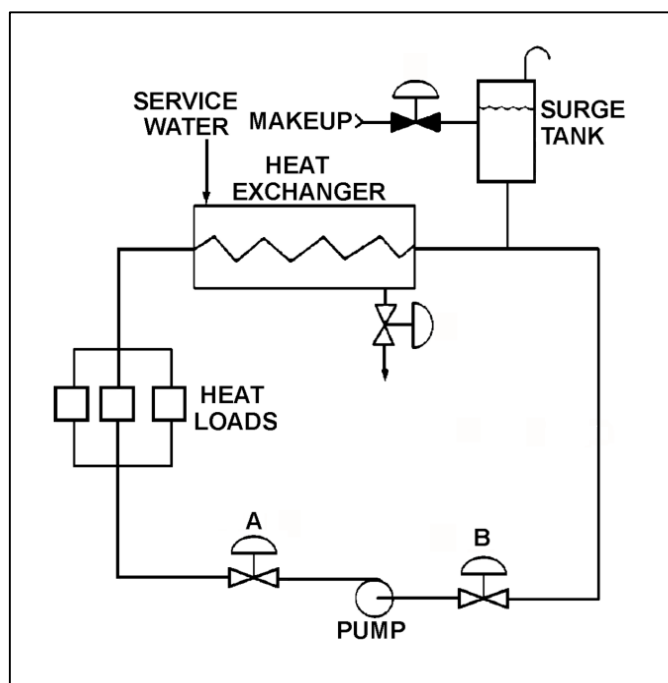 SERVICE
WATER
MAKEUP
SURGE
TANK
HEAT
EXCHANGER
HEAT
LOADS
A
B
PUMP